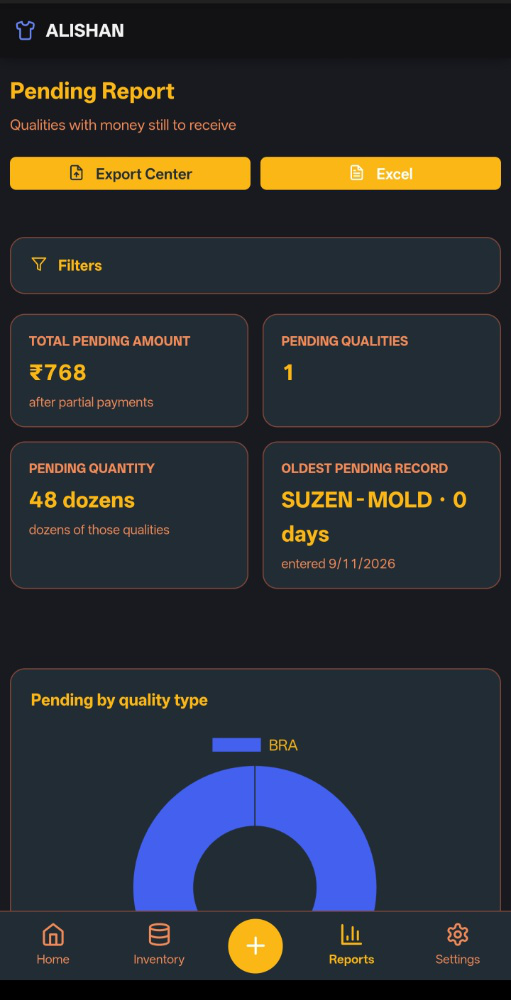 ALISHAN
Pending Report
Qualities with money still to receive
Export Center
Excel
Filters
TOTAL PENDING AMOUNT
₹768
after partial payments
PENDING QUALITIES
1
PENDING QUANTITY
48 dozens
dozens of those qualities
OLDEST PENDING RECORD
SUZEN-MOLD · 0
days
entered 9/11/2026
Pending by quality type
BRA
Home
Inventory
Reports
Settings